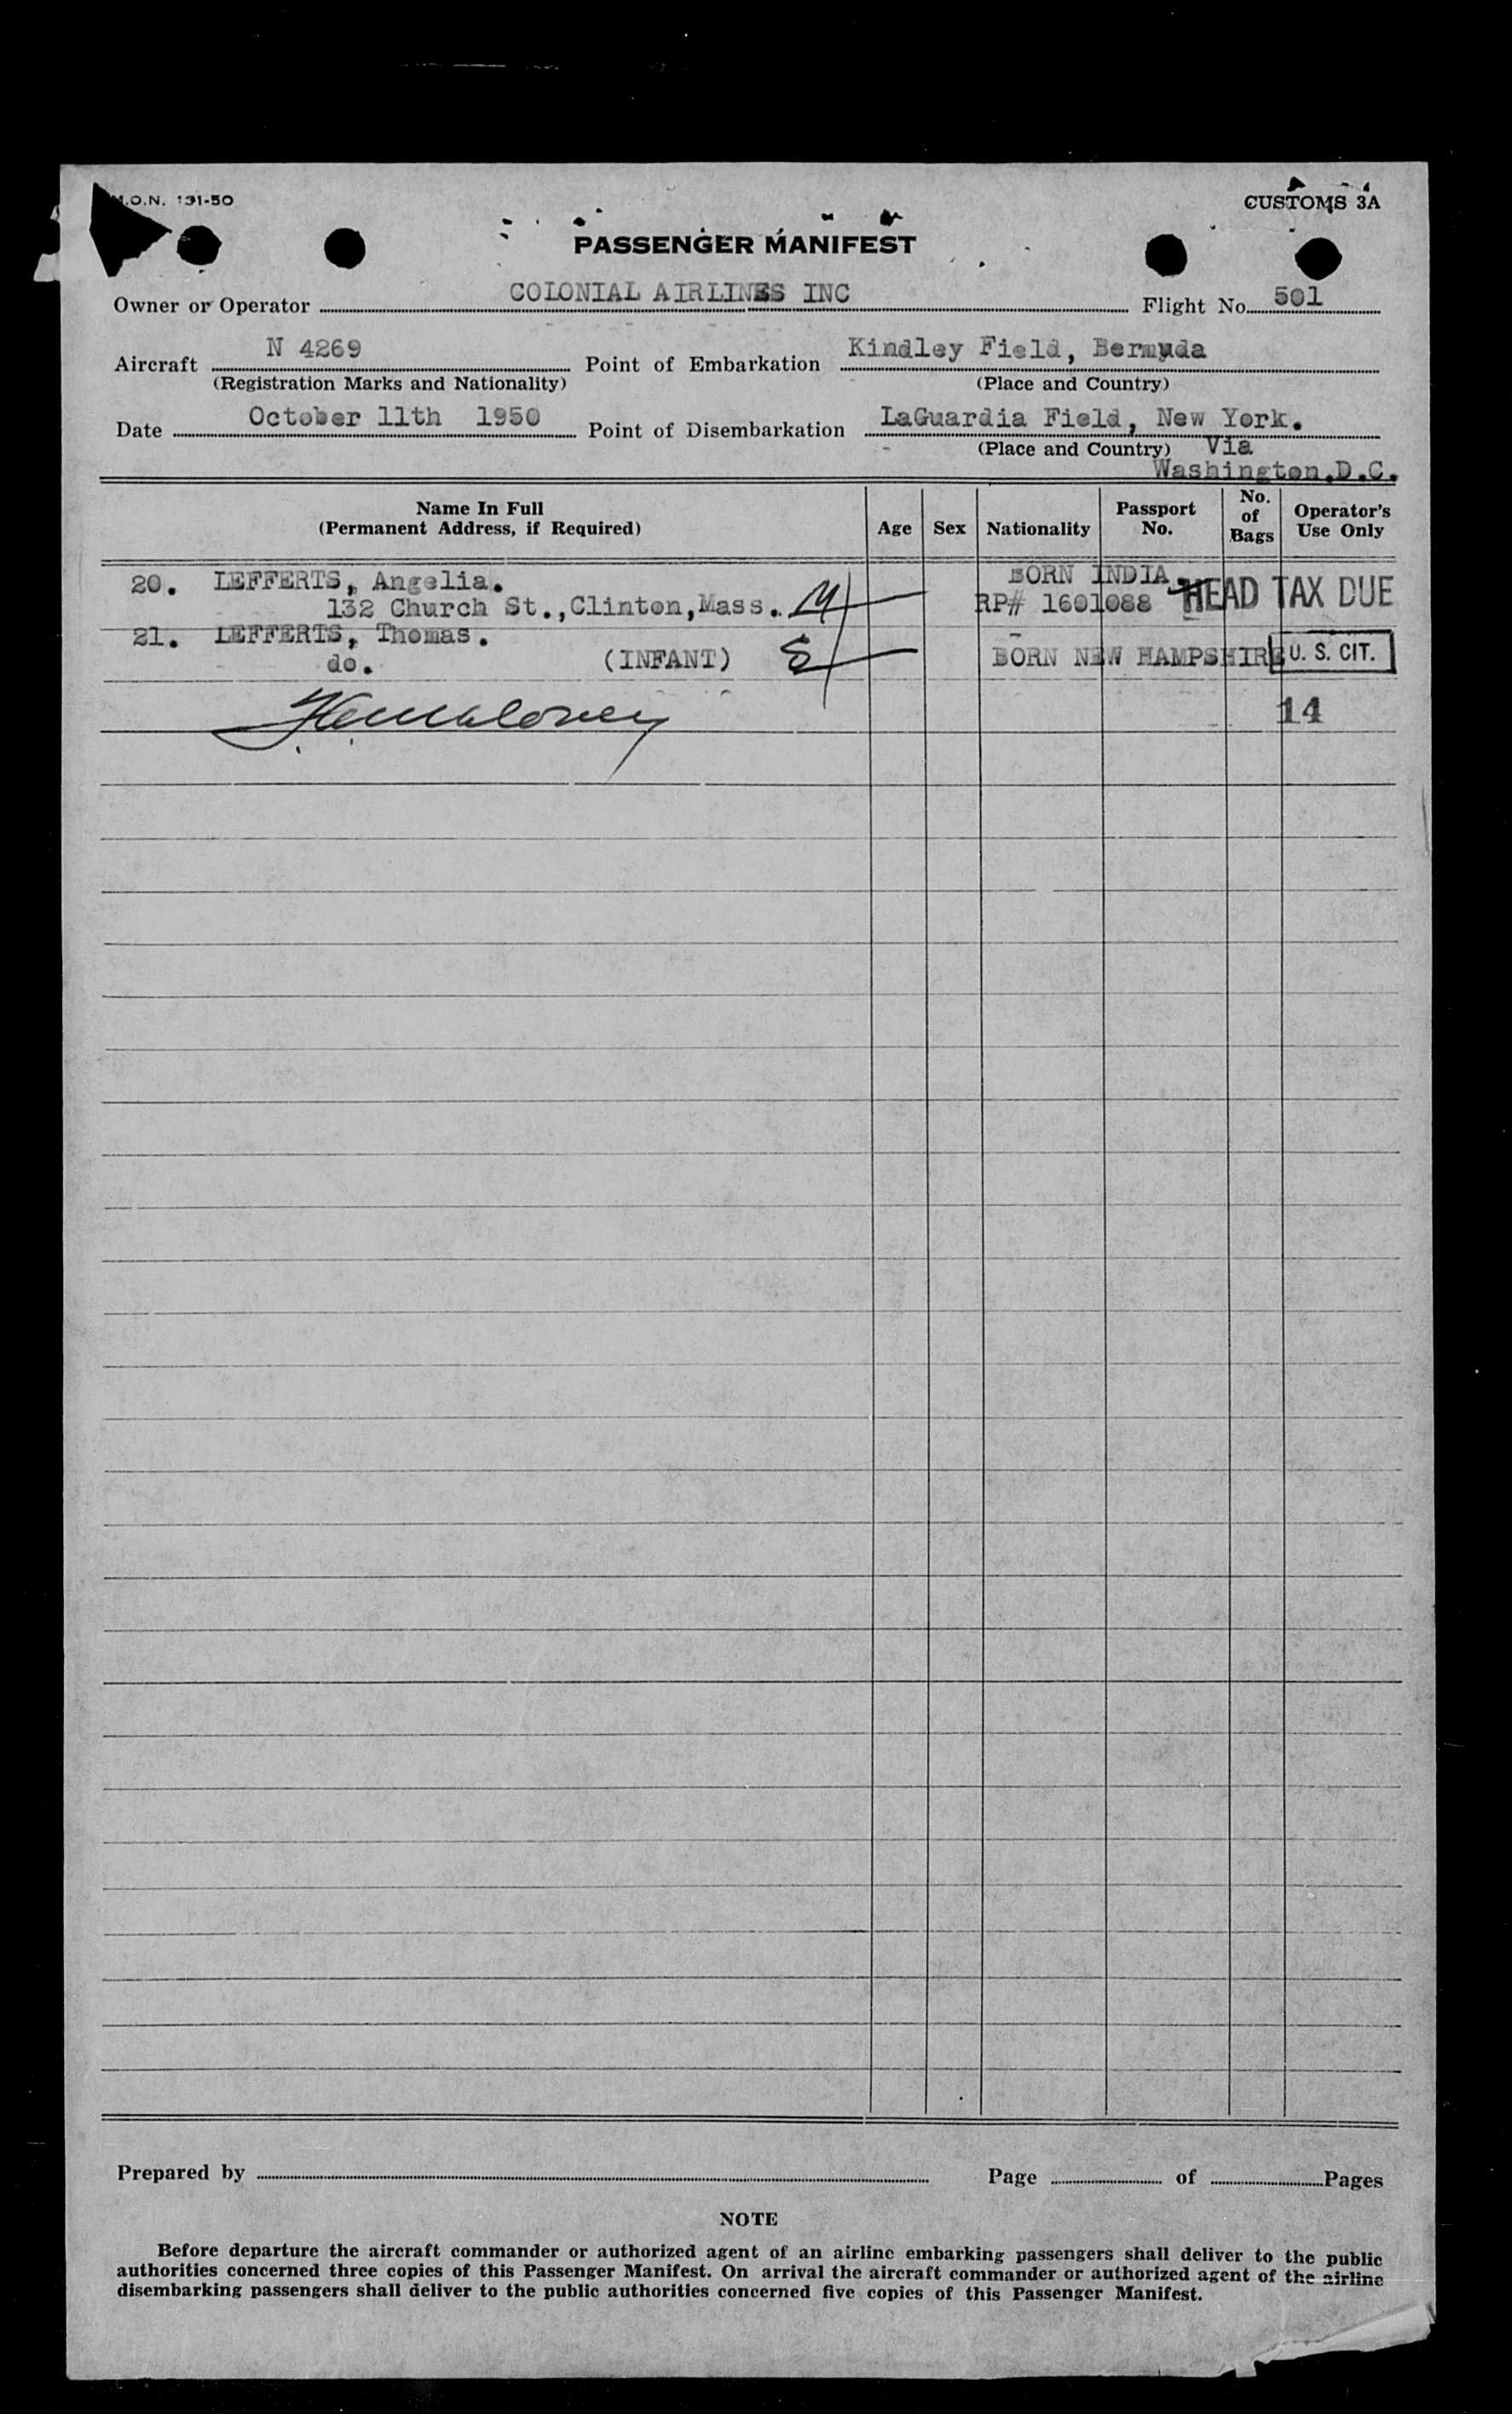 M.O.N. 131-50
CUSTOMS 3A
PASSENGER MANIFEST
Owner or Operator COLONIAL AIRLINES INC Flight No. 501
Aircraft N 4269 Point of Embarkation Kindley Field, Bermuda
(Registration Marks and Nationality) (Place and Country)
Date October 11th 1950 Point of Disembarkation LaGuardia Field, New York.
(Place and Country) Via
Washington.D.C.
Name In Full
(Permanent Address, if Required) Age Sex Nationality Passport No. No. of Bags Operator's Use Only
20. LEFFERTS, Angelia. BORN INDIA
132 Church St.,Clinton,Mass. M RP# 1601088 HEAD TAX DUE
21. LEFFERTS, Thomas.
do. (INFANT) BORN NEW HAMPSHIRE U. S. CIT.
14
Prepared by Page of Pages
NOTE
Before departure the aircraft commander or authorized agent of an airline embarking passengers shall deliver to the public
authorities concerned three copies of this Passenger Manifest. On arrival the aircraft commander or authorized agent of the airline
disembarking passengers shall deliver to the public authorities concerned five copies of this Passenger Manifest.